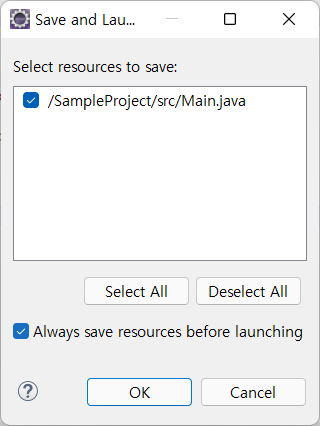 Save and Lau...
Select resources to save:
/SampleProject/src/Main.java
Select All
Deselect All
Always save resources before launching
?
OK
Cancel